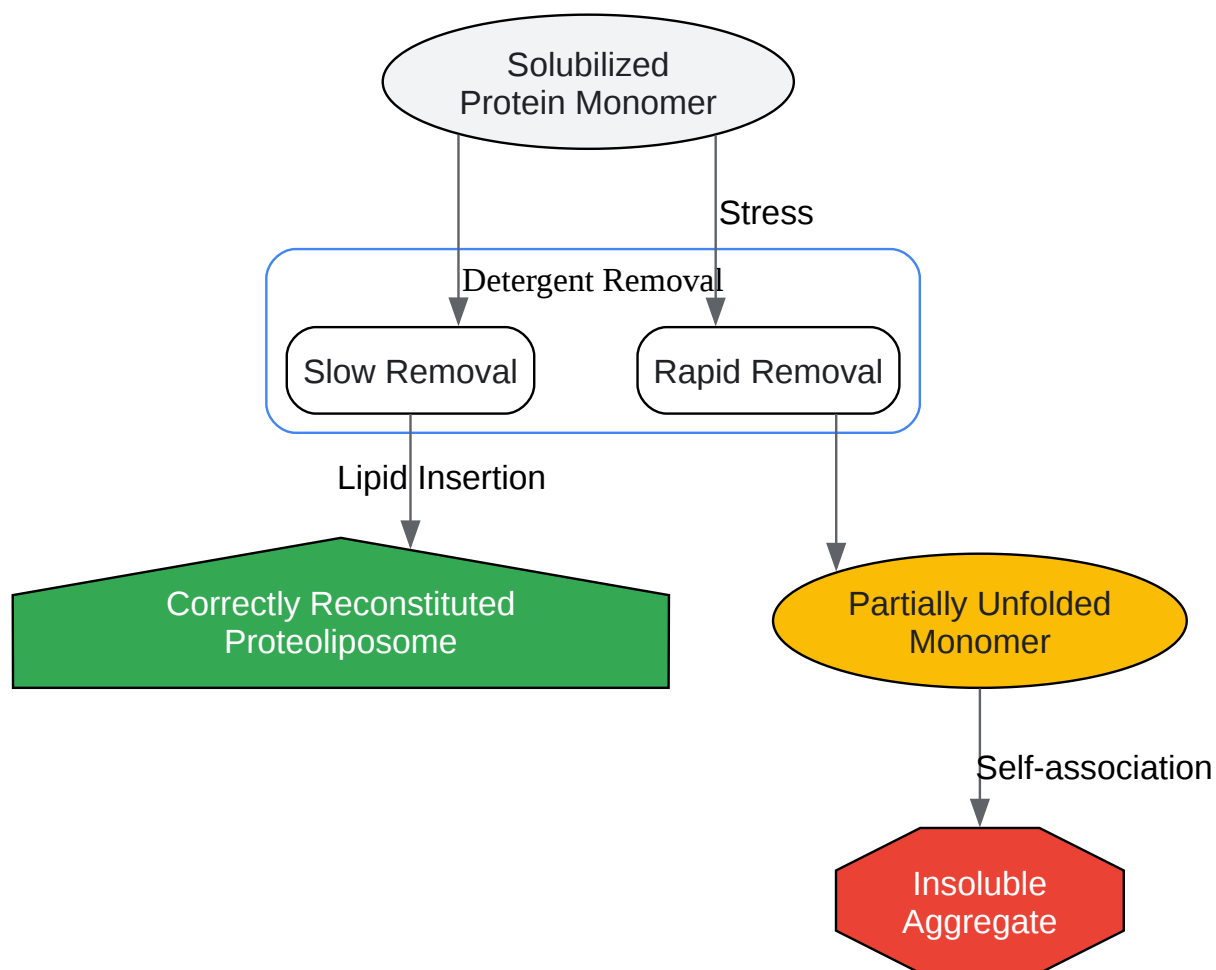 Solubilized
Protein Monomer
Stress
Detergent Removal
Slow Removal
Rapid Removal
Lipid Insertion
Correctly Reconstituted
Proteoliposome
Partially Unfolded
Monomer
Self-association
Insoluble
Aggregate